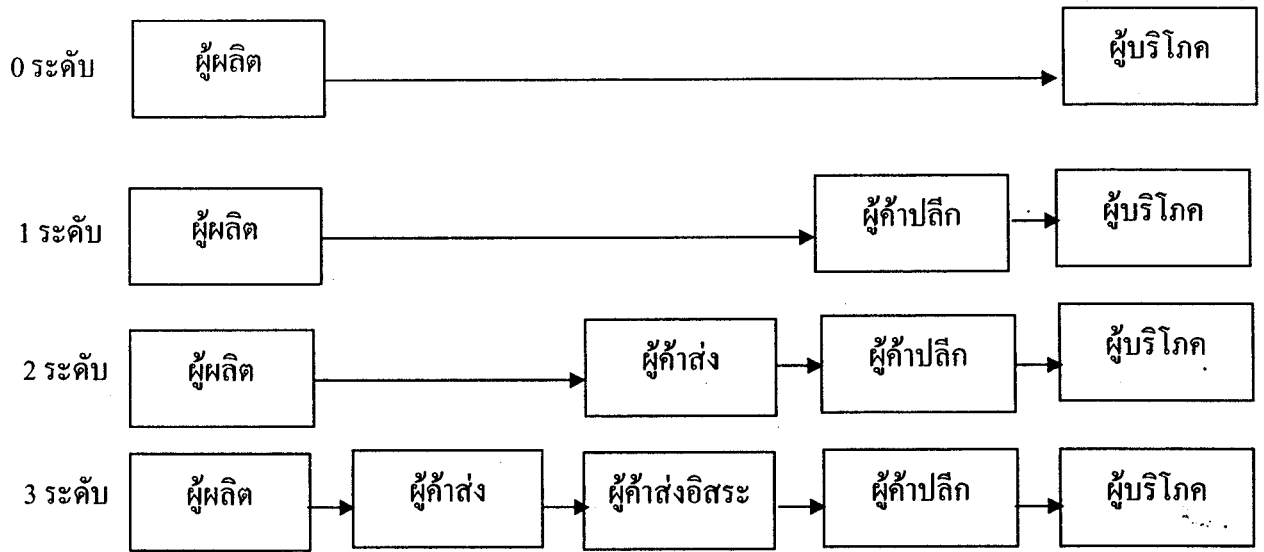 0 ระดับ ผู้ผลิต ผู้บริโภค
1 ระดับ ผู้ผลิต ผู้ค้าปลีก ผู้บริโภค
2 ระดับ ผู้ผลิต ผู้ค้าส่ง ผู้ค้าปลีก ผู้บริโภค
3 ระดับ ผู้ผลิต ผู้ค้าส่ง ผู้ค้าส่งอิสระ ผู้ค้าปลีก ผู้บริโภค